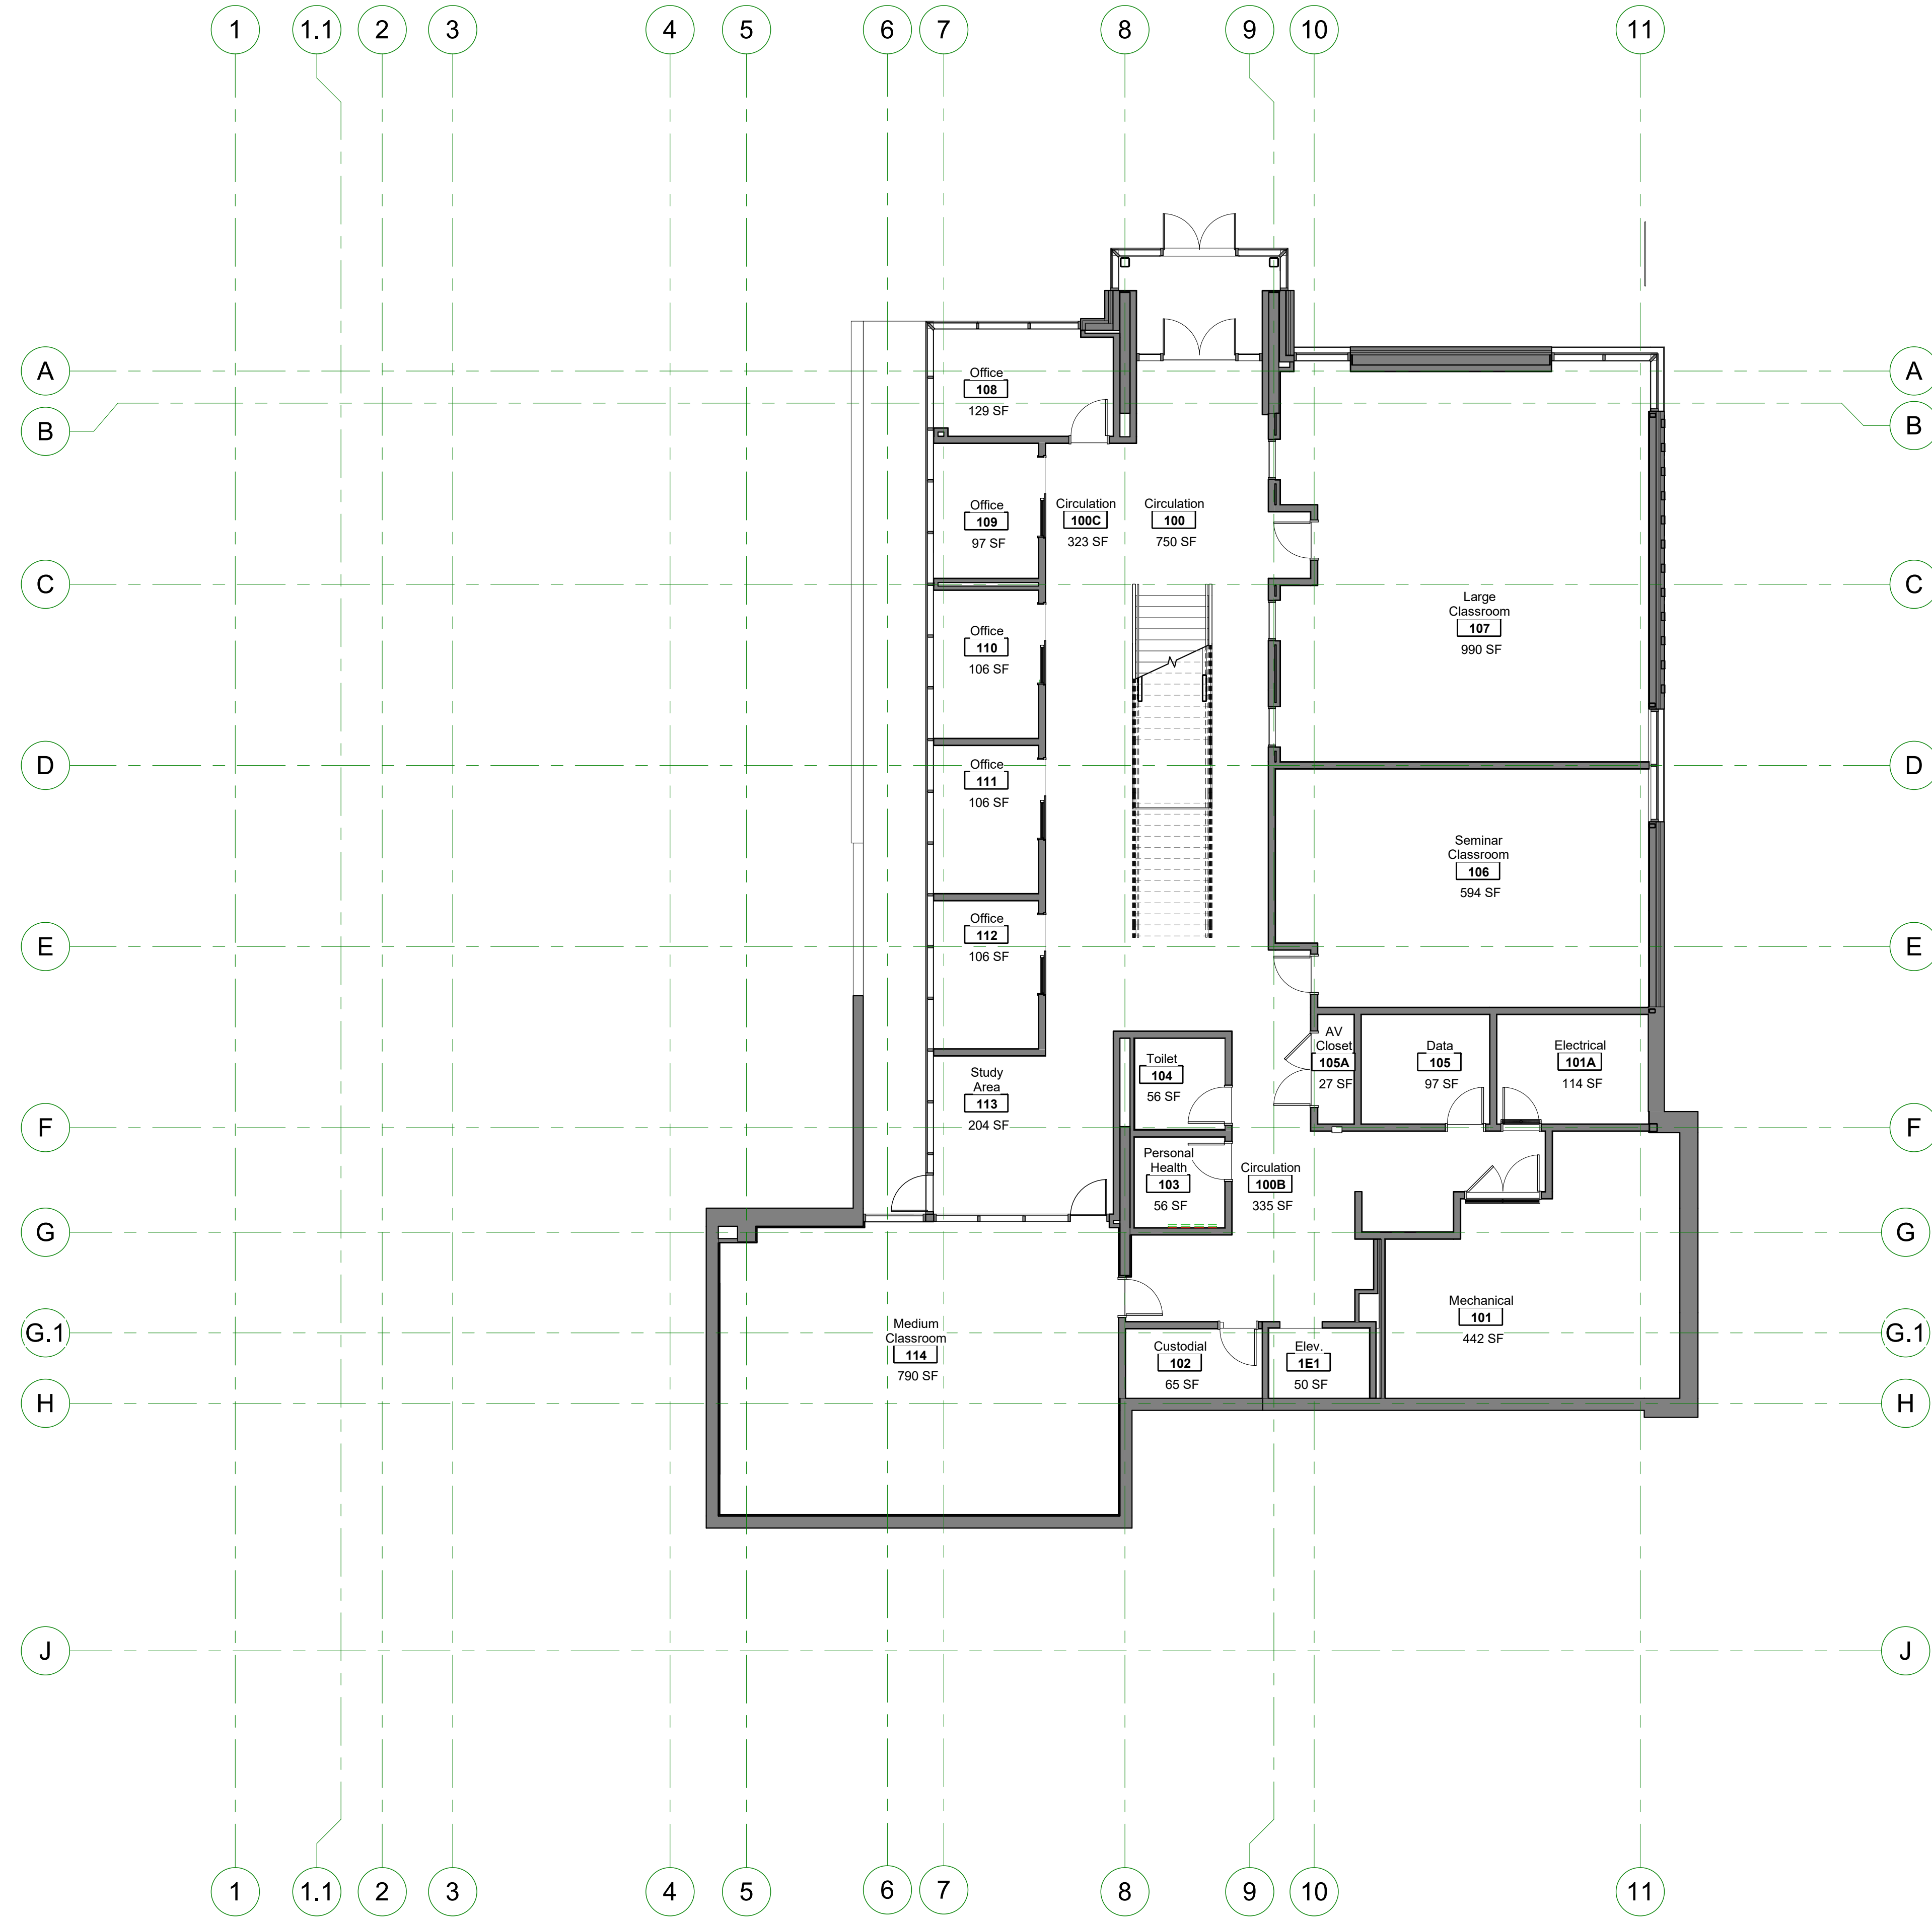 1 1.1 2 3 4 5 6 7 8 9 10 11
A A
B B
Office
108
129 SF
Office
109
97 SF
Circulation
100C
323 SF
Circulation
100
750 SF
C C
Large
Classroom
107
990 SF
Office
110
106 SF
D D
Office
111
106 SF
Seminar
Classroom
106
594 SF
Office
112
106 SF
E E
AV
Closet
105A
27 SF
Data
105
97 SF
Electrical
101A
114 SF
Toilet
104
56 SF
Study
Area
113
204 SF
F F
Personal
Health
103
56 SF
Circulation
100B
335 SF
G G
Mechanical
101
442 SF
Medium
Classroom
114
790 SF
G.1 G.1
Custodial
102
65 SF
Elev.
1E1
50 SF
H H
J J
1 1.1 2 3 4 5 6 7 8 9 10 11